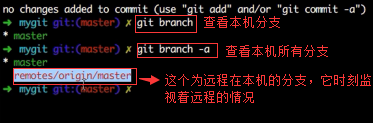 no changes added to commit (use "git add" and/or "git commit -a")
➜ mygit git:(master) ✗ git branch 查看本机分支
* master
➜ mygit git:(master) ✗ git branch -a 查看本机所有分支
* master
remotes/origin/master 这个为远程在本机的分支，它时刻监
➜ mygit git:(master) ✗ 视着远程的情况